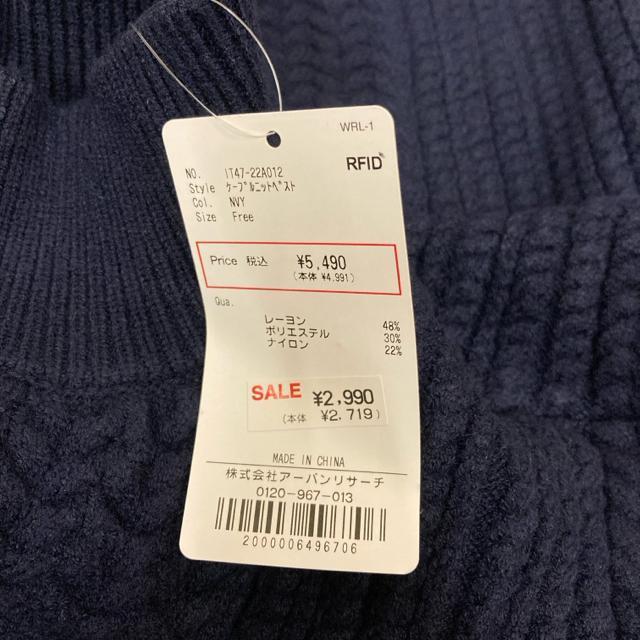 WRL-1
RFID
NO. IT47-22A012
Style ケーブルニットベスト
Col. NVY
Size Free
Price 税込 ¥5,490
(本体 ¥4,991)
Qua.
レーヨン 48%
ポリエステル 30%
ナイロン 22%
SALE ¥2,990
(本体 ¥2,719)
MADE IN CHINA
株式会社アーバンリサーチ
0120-967-013
2000006496706